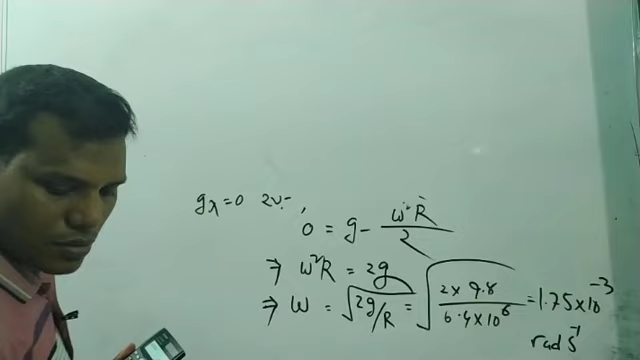 gλ=0 হলে,
0 = g - ω²R/2
⇒ ω²R = 2g
⇒ ω = √2g/R = √(2×9.8)/(6.4×10⁶) = 1.75×10⁻³
rad s⁻¹